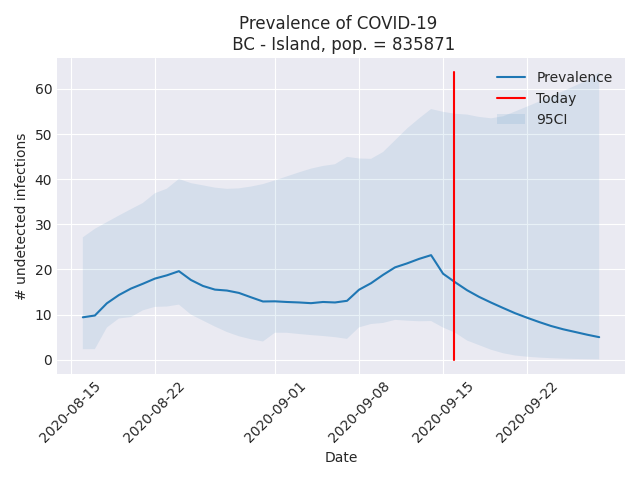 Prevalence of COVID-19
BC - Island, pop. = 835871
Prevalence
Today
95CI
# undetected infections
60
50
40
30
20
10
0
2020-08-15
2020-08-22
2020-09-01
2020-09-08
2020-09-15
2020-09-22
Date